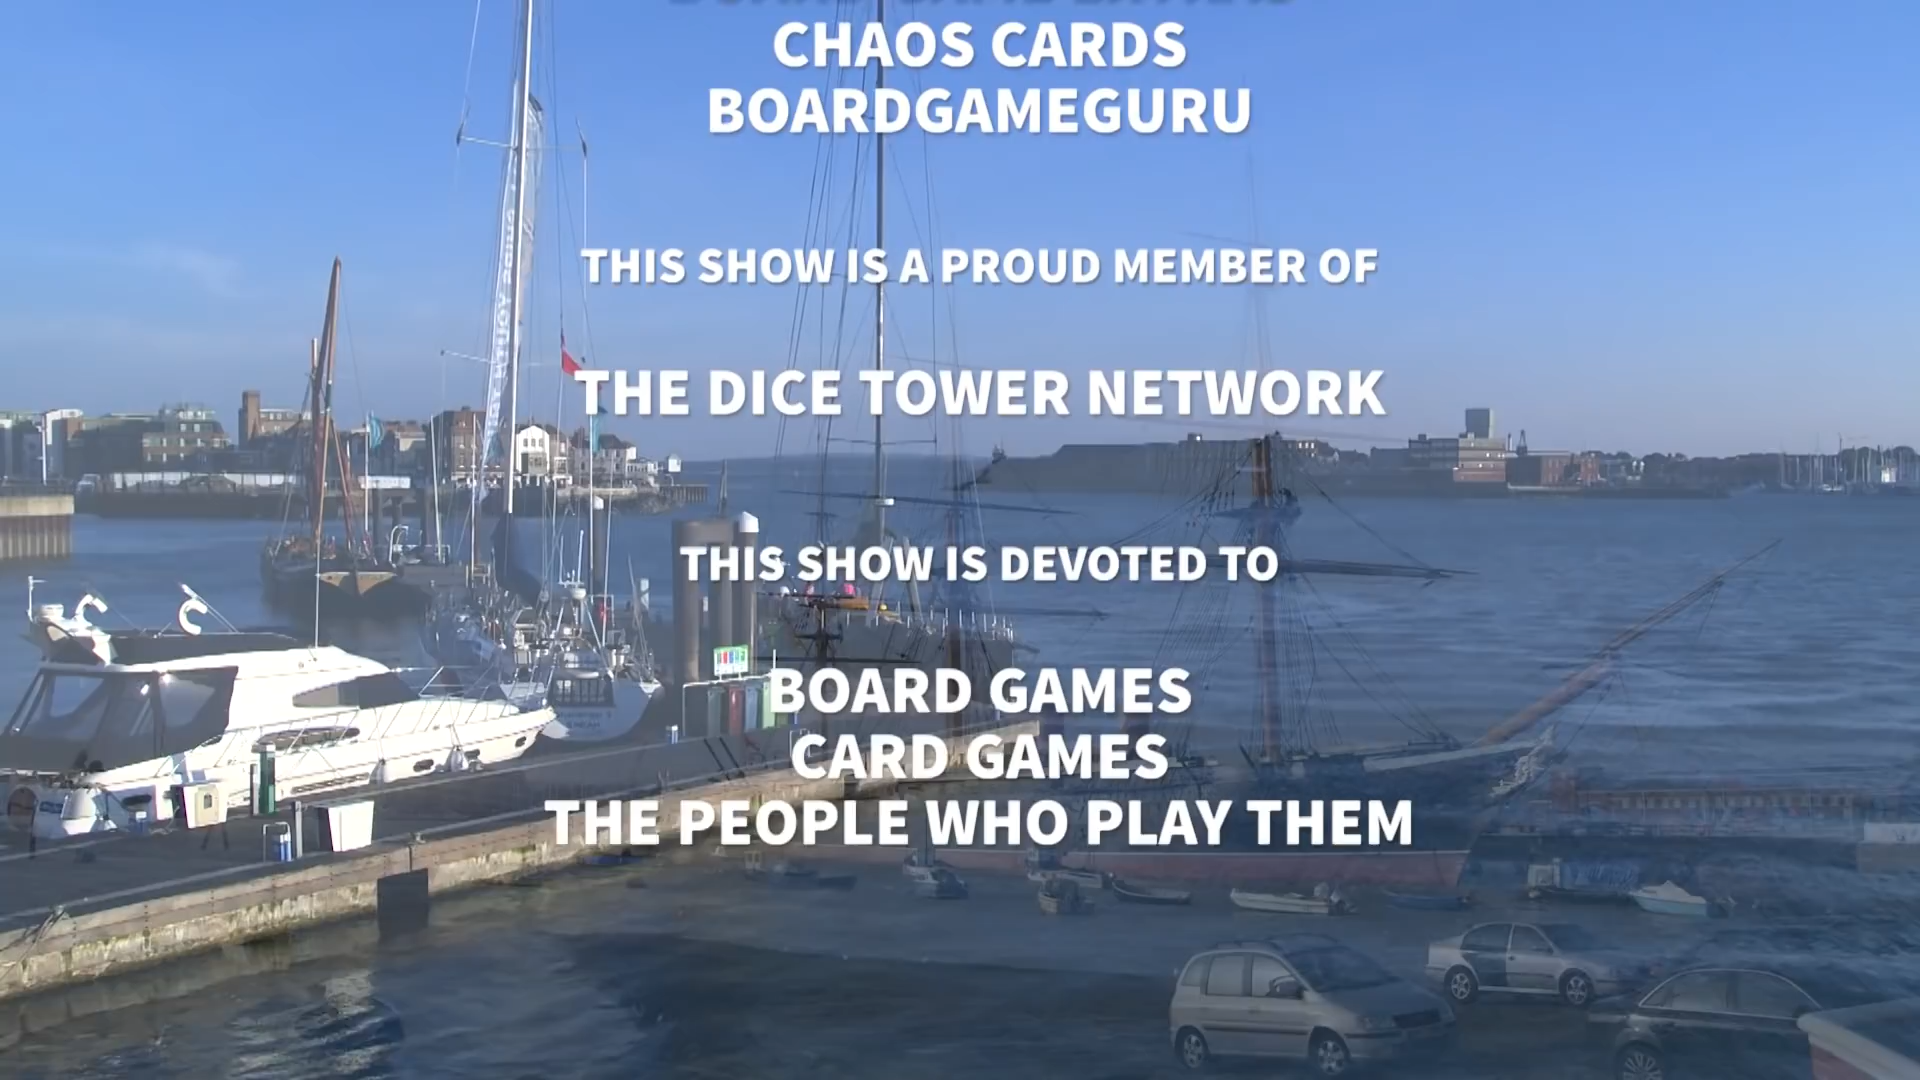 CHAOS CARDS
BOARDGAMEGURU
THIS SHOW IS A PROUD MEMBER OF
THE DICE TOWER NETWORK
THIS SHOW IS DEVOTED TO
BOARD GAMES
CARD GAMES
THE PEOPLE WHO PLAY THEM